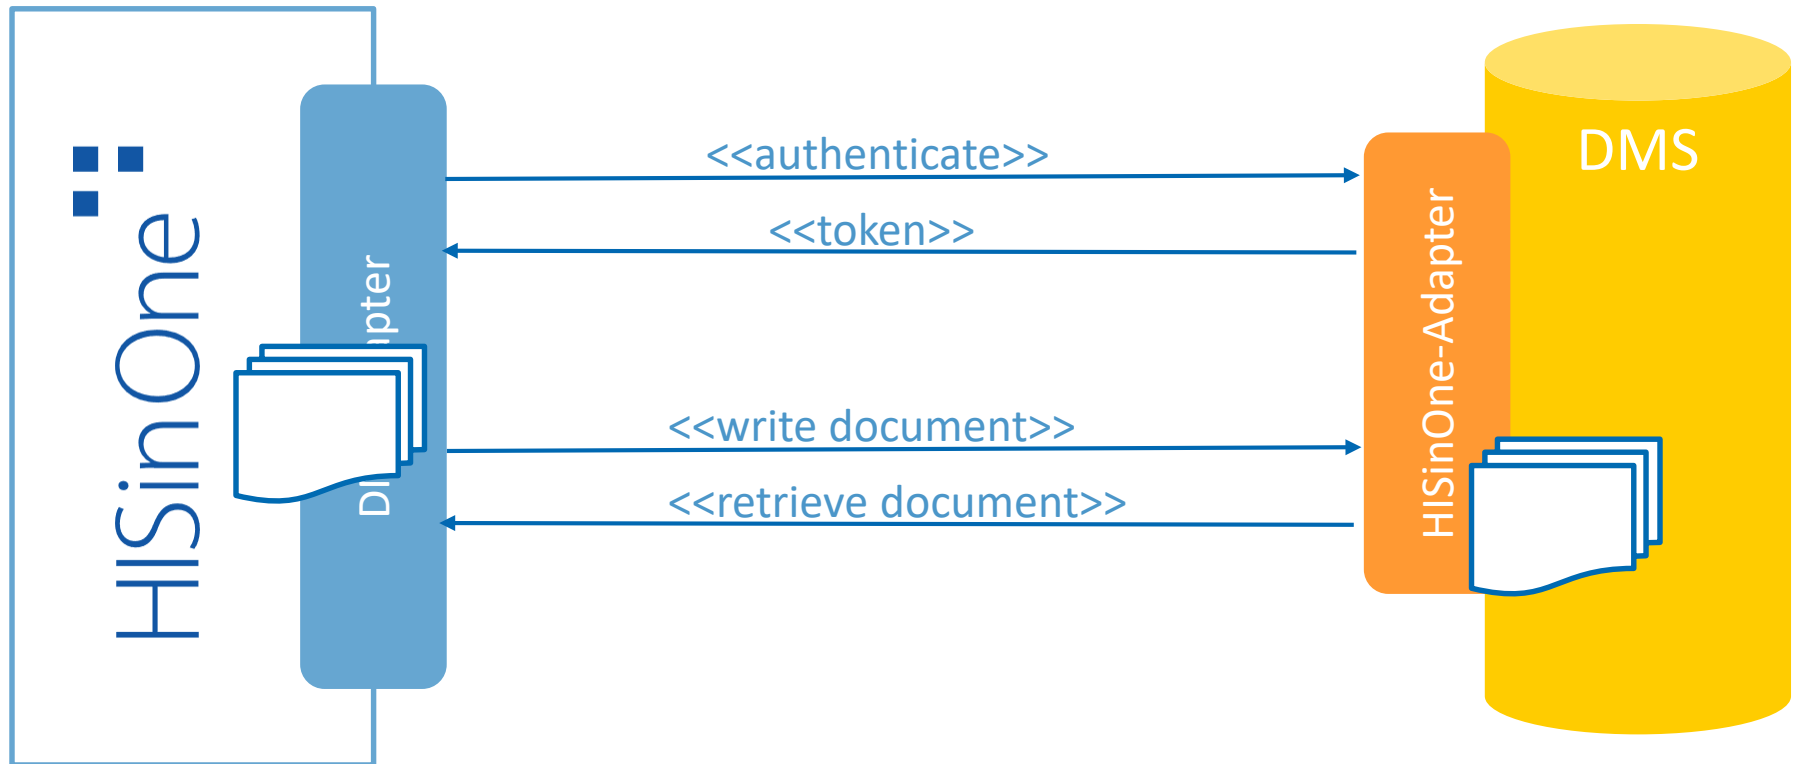 HISinOne
<<authenticate>>
<<token>>
<<write document>>
<<retrieve document>>
HISinOne-Adapter
DMS